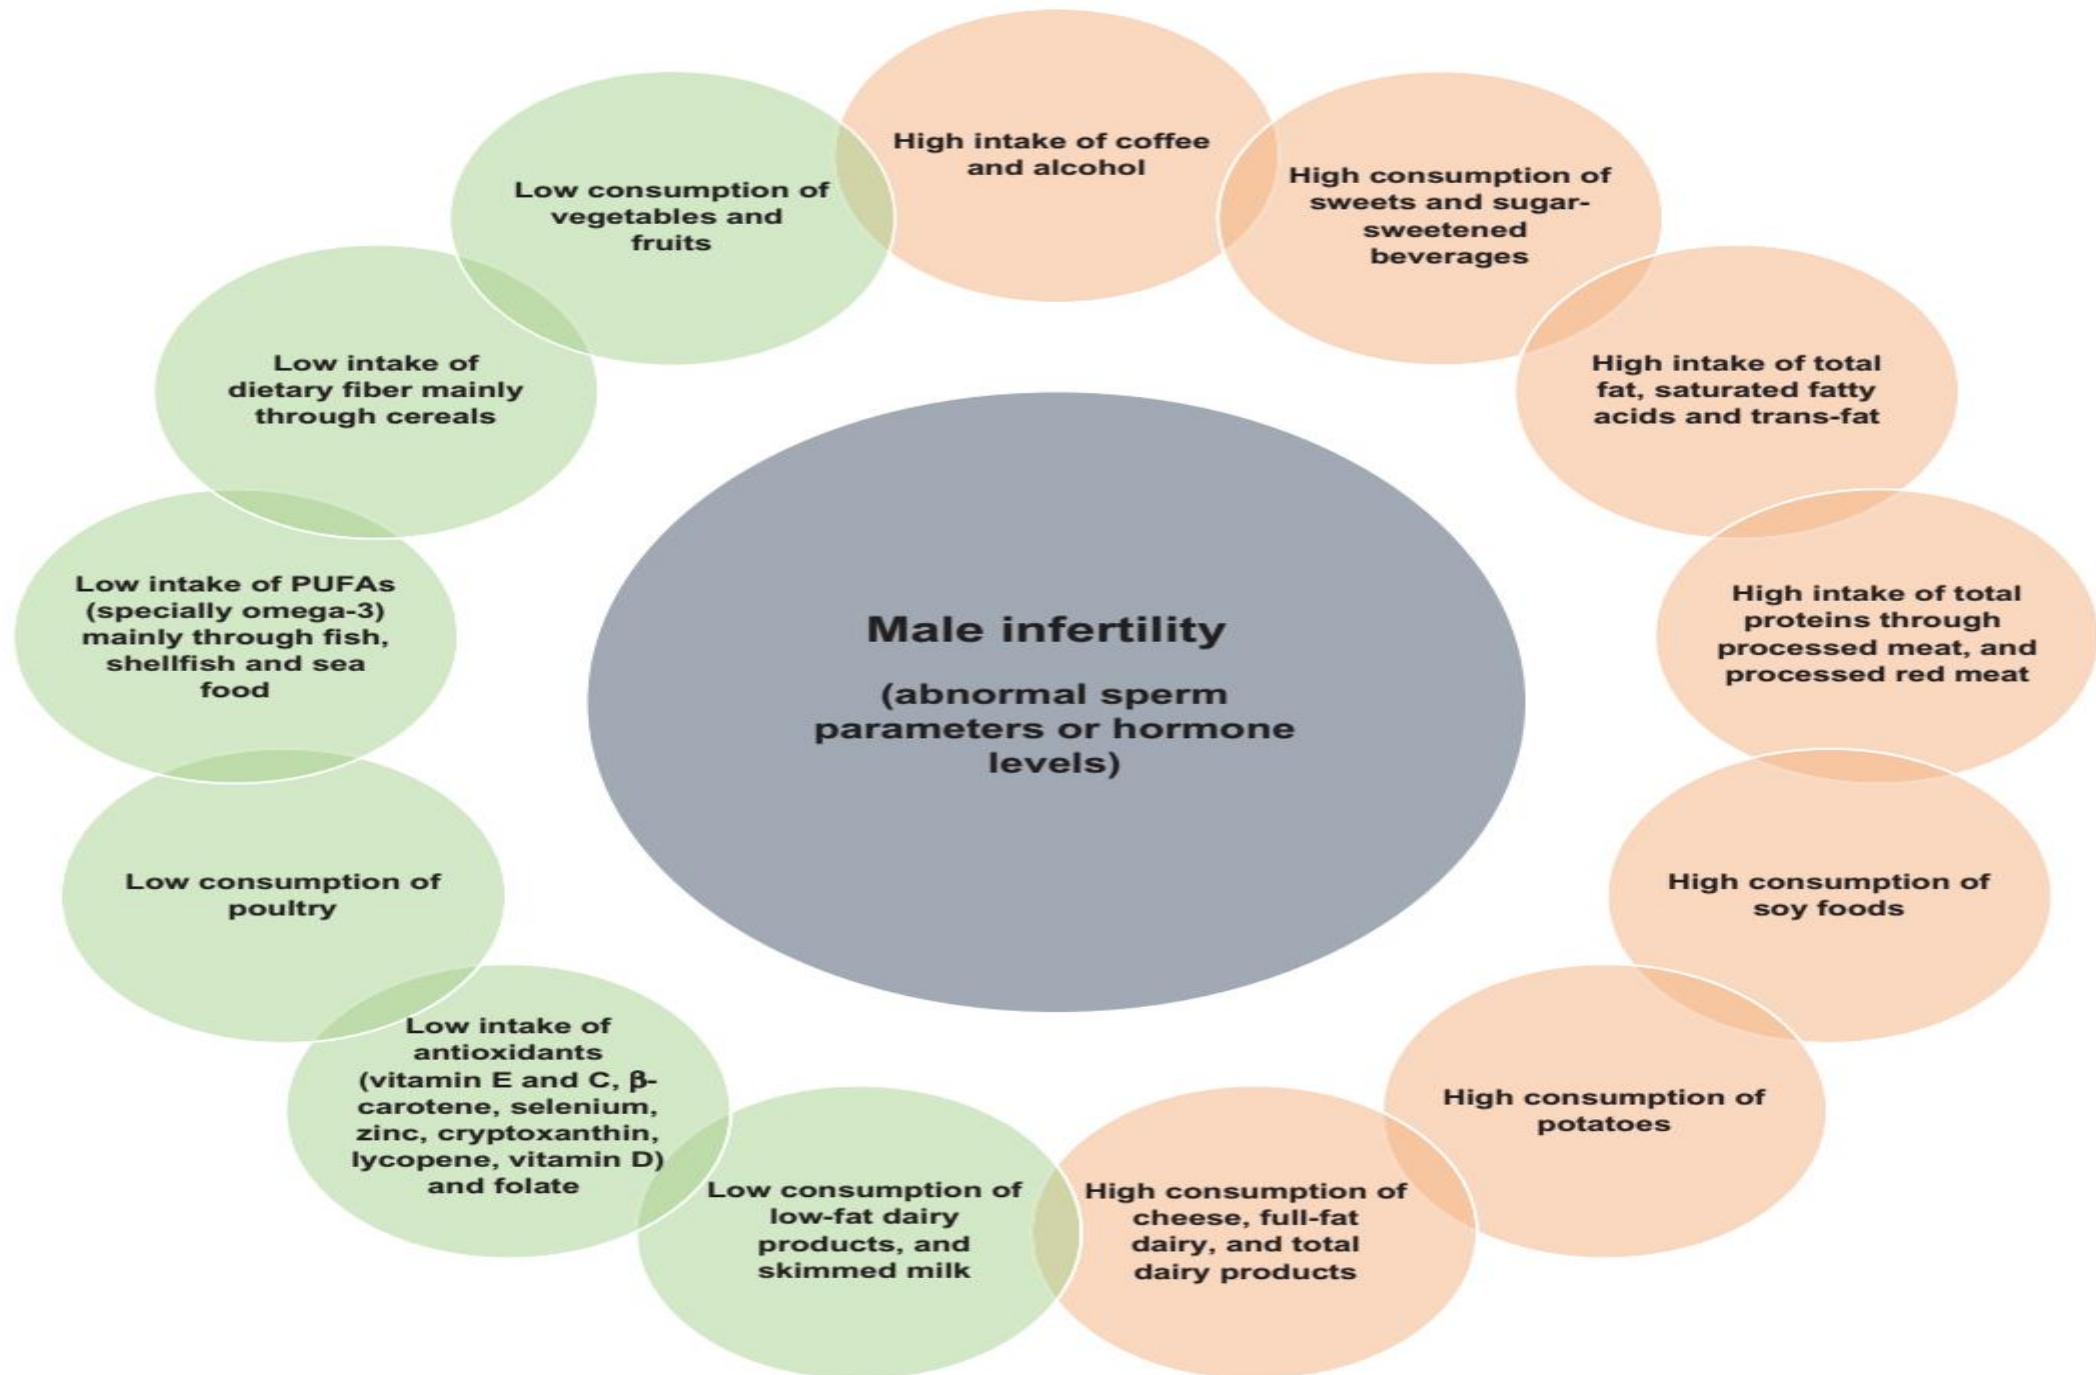 High intake of coffee
and alcohol
High consumption of
sweets and sugar-
sweetened
beverages
High intake of total
fat, saturated fatty
acids and trans-fat
High intake of total
proteins through
processed meat, and
processed red meat
High consumption of
soy foods
High consumption of
potatoes
High consumption of
cheese, full-fat
dairy, and total
dairy products
Low consumption of
low-fat dairy
products, and
skimmed milk
Low intake of
antioxidants
(vitamin E and C, β-
carotene, selenium,
zinc, cryptoxanthin,
lycopene, vitamin D)
and folate
Low consumption of
poultry
Low intake of PUFAs
(specially omega-3)
mainly through fish,
shellfish and sea
food
Low intake of
dietary fiber mainly
through cereals
Low consumption of
vegetables and
fruits
Male infertility
(abnormal sperm
parameters or hormone
levels)